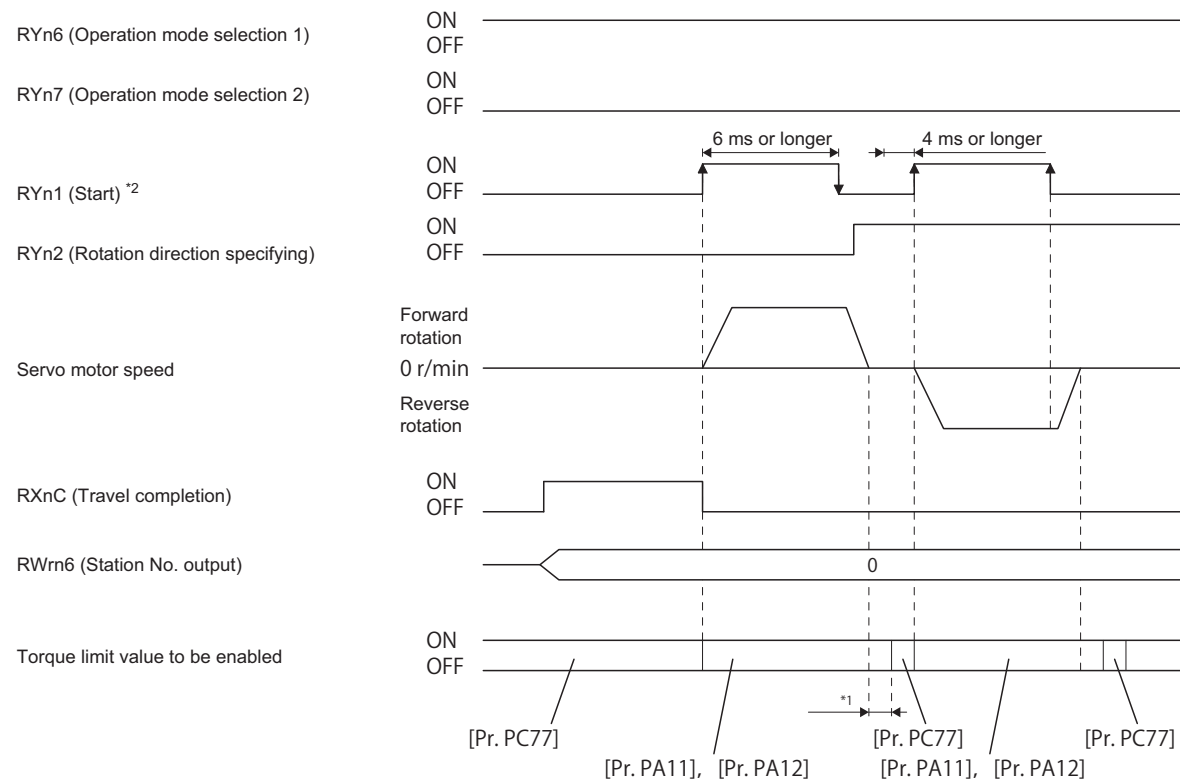 RYn6 (Operation mode selection 1)
ON
OFF
RYn7 (Operation mode selection 2)
ON
OFF
6 ms or longer
4 ms or longer
RYn1 (Start) *2
ON
OFF
RYn2 (Rotation direction specifying)
ON
OFF
Servo motor speed
Forward
rotation
0 r/min
Reverse
rotation
RXnC (Travel completion)
ON
OFF
RWrn6 (Station No. output)
0
Torque limit value to be enabled
ON
OFF
*1
[Pr. PC77]
[Pr. PC77]
[Pr. PC77]
[Pr. PA11], [Pr. PA12]
[Pr. PA11], [Pr. PA12]